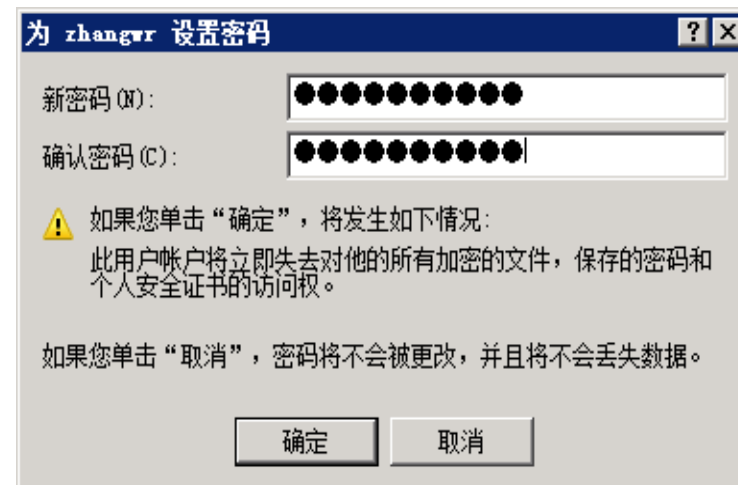 为 zhangwr 设置密码
新密码(N):
●●●●●●●●●●
确认密码(C):
●●●●●●●●●●
如果您单击“确定”，将发生如下情况:
此用户帐户将立即失去对他的所有加密的文件，保存的密码和
个人安全证书的访问权。
如果您单击“取消”，密码将不会被更改，并且将不会丢失数据。
确定
取消